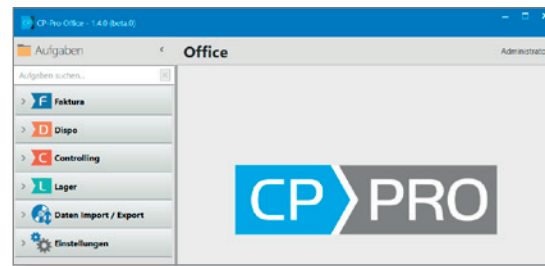 CP-Pro Office - 1.4.0 (beta.0)
Aufgaben
Office
Administrator
Aufgaben suchen...
F Faktura
D Dispo
C Controlling
L Lager
Daten Import / Export
Einstellungen
CP PRO